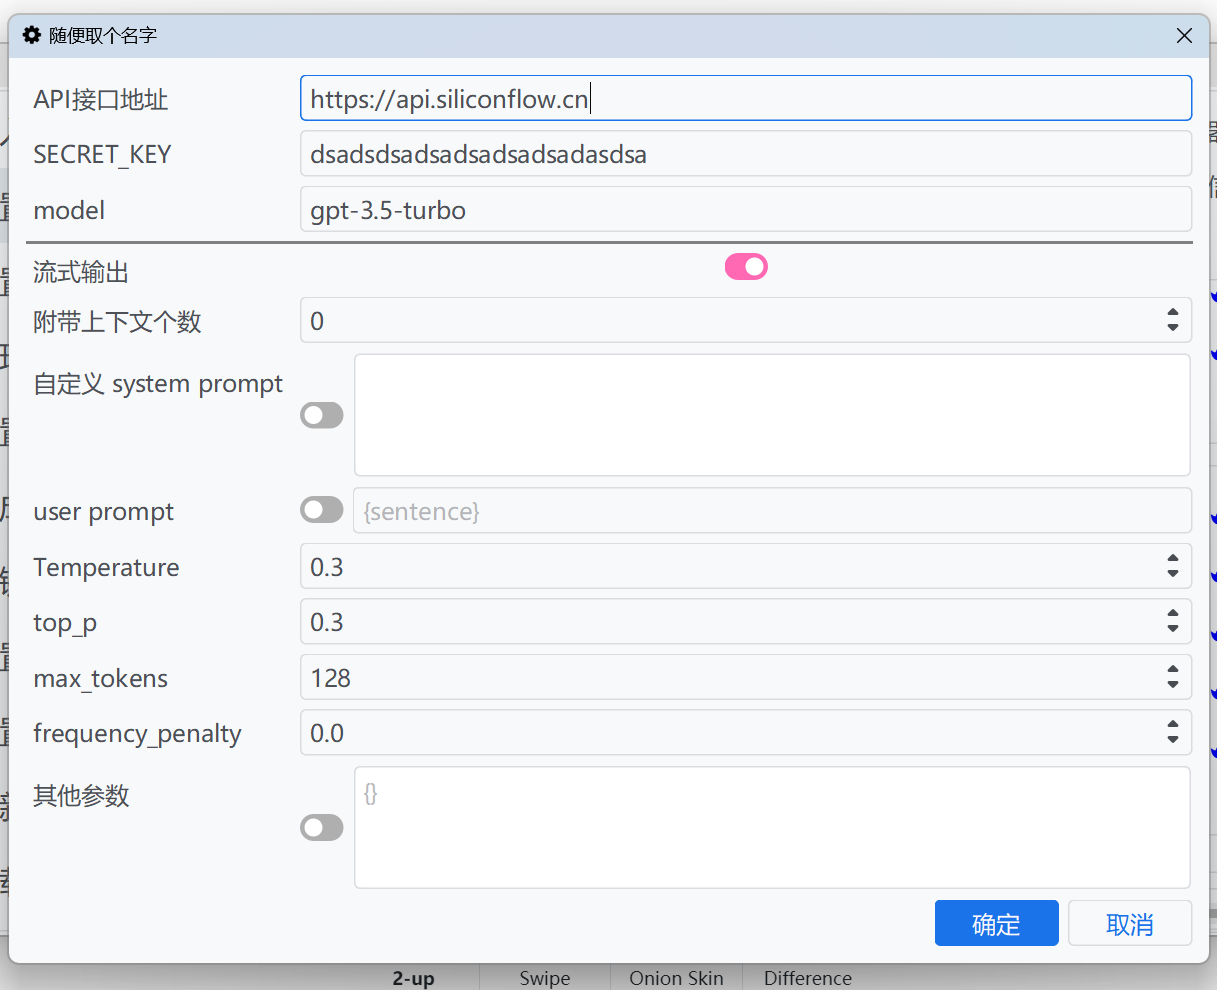 随便取个名字
API接口地址 https://api.siliconflow.cn
SECRET_KEY dsadsdsadsadsadsadsadasdsa
model gpt-3.5-turbo
流式输出
附带上下文个数 0
自定义 system prompt
user prompt {sentence}
Temperature 0.3
top_p 0.3
max_tokens 128
frequency_penalty 0.0
其他参数 {}
确定 取消
2-up Swipe Onion Skin Difference